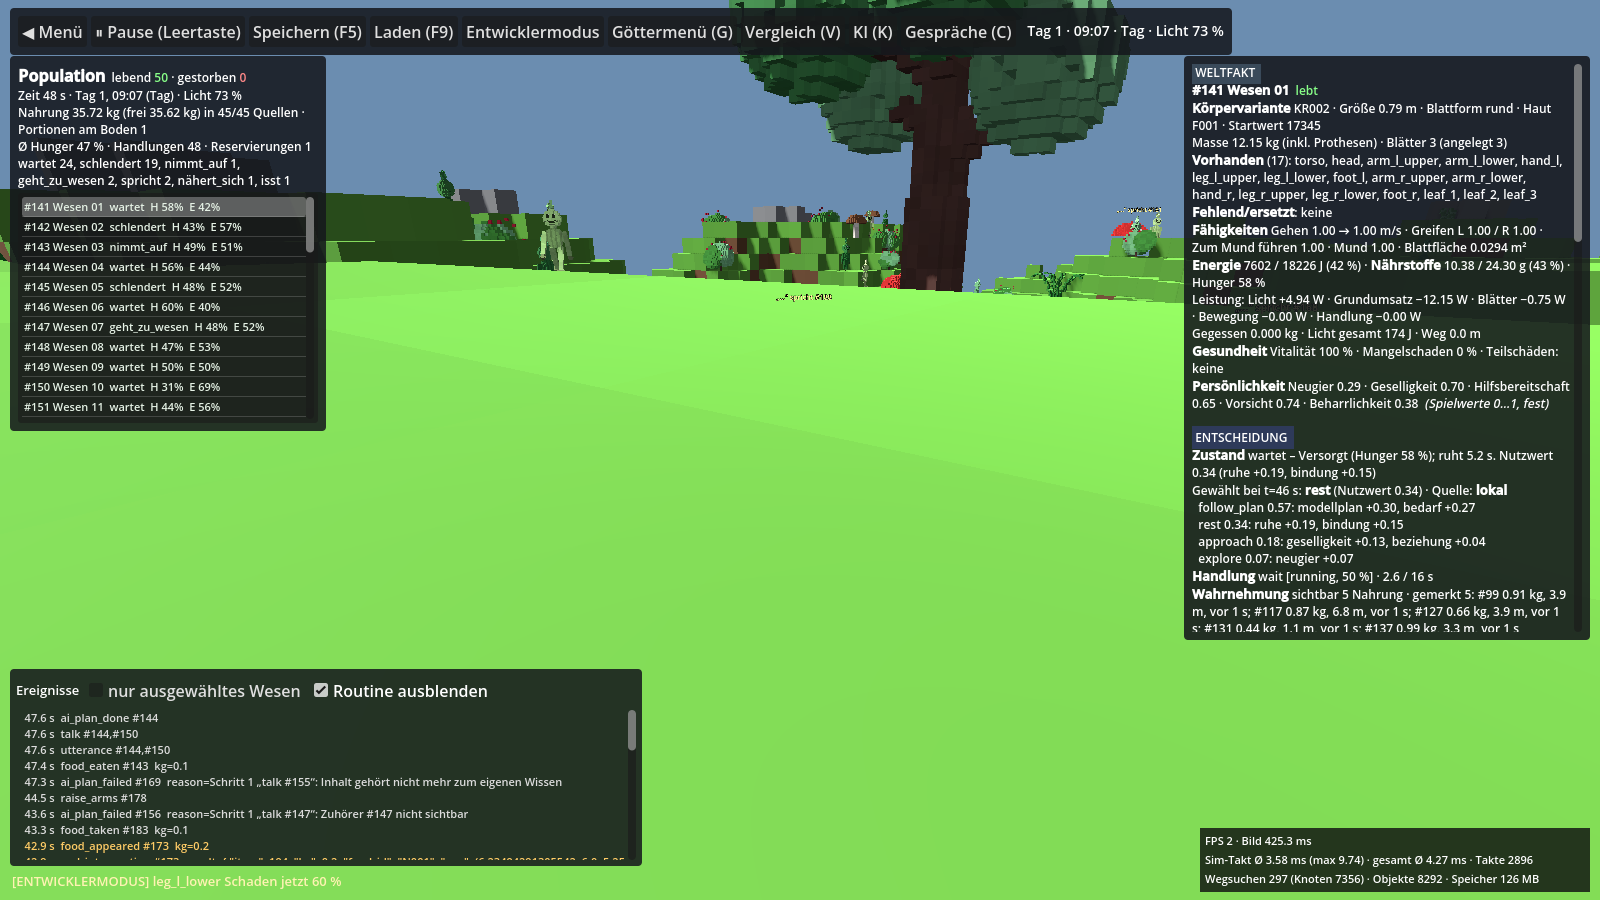 ◀ Menü ⏸ Pause (Leertaste) Speichern (F5) Laden (F9) Entwicklermodus Göttermenü (G) Vergleich (V) KI (K) Gespräche (C) Tag 1 · 09:07 · Tag · Licht 73 %
Population lebend 50 · gestorben 0
Zeit 48 s · Tag 1, 09:07 (Tag) · Licht 73 %
Nahrung 35.72 kg (frei 35.62 kg) in 45/45 Quellen ·
Portionen am Boden 1
Ø Hunger 47 % · Handlungen 48 · Reservierungen 1
wartet 24, schlendert 19, nimmt_auf 1,
geht_zu_wesen 2, spricht 2, nähert_sich 1, isst 1
#141 Wesen 01 wartet H 58% E 42%
#142 Wesen 02 schlendert H 43% E 57%
#143 Wesen 03 nimmt_auf H 49% E 51%
#144 Wesen 04 wartet H 56% E 44%
#145 Wesen 05 schlendert H 48% E 52%
#146 Wesen 06 wartet H 60% E 40%
#147 Wesen 07 geht_zu_wesen H 48% E 52%
#148 Wesen 08 wartet H 47% E 53%
#149 Wesen 09 wartet H 50% E 50%
#150 Wesen 10 wartet H 31% E 69%
#151 Wesen 11 wartet H 44% E 56%
WELTFAKT
#141 Wesen 01 lebt
Körpervariante KR002 · Größe 0.79 m · Blattform rund · Haut
F001 · Startwert 17345
Masse 12.15 kg (inkl. Prothesen) · Blätter 3 (angelegt 3)
Vorhanden (17): torso, head, arm_l_upper, arm_l_lower, hand_l,
leg_l_upper, leg_l_lower, foot_l, arm_r_upper, arm_r_lower,
hand_r, leg_r_upper, leg_r_lower, foot_r, leaf_1, leaf_2, leaf_3
Fehlend/ersetzt: keine
Fähigkeiten Gehen 1.00 → 1.00 m/s · Greifen L 1.00 / R 1.00 ·
Zum Mund führen 1.00 · Mund 1.00 · Blattfläche 0.0294 m²
Energie 7602 / 18226 J (42 %) · Nährstoffe 10.38 / 24.30 g (43 %) ·
Hunger 58 %
Leistung: Licht +4.94 W · Grundumsatz −12.15 W · Blätter −0.75 W
· Bewegung −0.00 W · Handlung −0.00 W
Gegessen 0.000 kg · Licht gesamt 174 J · Weg 0.0 m
Gesundheit Vitalität 100 % · Mangelschaden 0 % · Teilschäden:
keine
Persönlichkeit Neugier 0.29 · Geselligkeit 0.70 · Hilfsbereitschaft
0.65 · Vorsicht 0.74 · Beharrlichkeit 0.38 (Spielwerte 0…1, fest)
ENTSCHEIDUNG
Zustand wartet – Versorgt (Hunger 58 %); ruht 5.2 s. Nutzwert
0.34 (ruhe +0.19, bindung +0.15)
Gewählt bei t=46 s: rest (Nutzwert 0.34) · Quelle: lokal
follow_plan 0.57: modellplan +0.30, bedarf +0.27
rest 0.34: ruhe +0.19, bindung +0.15
approach 0.18: geselligkeit +0.13, beziehung +0.04
explore 0.07: neugier +0.07
Handlung wait [running, 50 %] · 2.6 / 16 s
Wahrnehmung sichtbar 5 Nahrung · gemerkt 5: #99 0.91 kg, 3.9
m, vor 1 s; #117 0.87 kg, 6.8 m, vor 1 s; #127 0.66 kg, 3.9 m, vor 1
s; #131 0.44 kg, 1.1 m, vor 1 s; #137 0.99 kg, 3.3 m, vor 1 s
Ereignisse nur ausgewähltes Wesen Routine ausblenden
47.6 s ai_plan_done #144
47.6 s talk #144,#150
47.6 s utterance #144,#150
47.4 s food_eaten #143 kg=0.1
47.3 s ai_plan_failed #169 reason=Schritt 1 „talk #155“: Inhalt gehört nicht mehr zum eigenen Wissen
44.5 s raise_arms #178
43.6 s ai_plan_failed #156 reason=Schritt 1 „talk #147“: Zuhörer #147 nicht sichtbar
43.3 s food_taken #183 kg=0.1
42.9 s food_appeared #173 kg=0.2
[ENTWICKLERMODUS] leg_l_lower Schaden jetzt 60 %
FPS 2 · Bild 425.3 ms
Sim-Takt Ø 3.58 ms (max 9.74) · gesamt Ø 4.27 ms · Takte 2896
Wegsuchen 297 (Knoten 7356) · Objekte 8292 · Speicher 126 MB